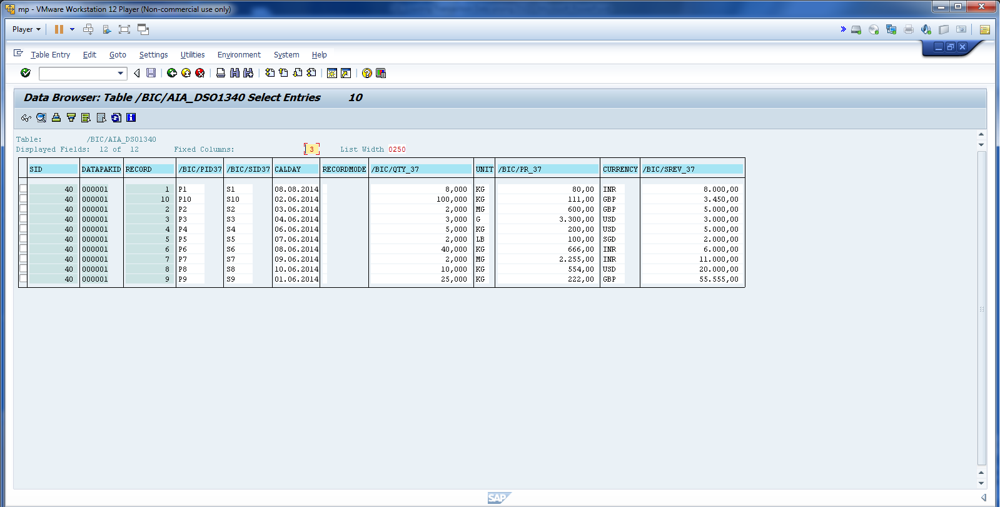 mp - VMware Workstation 12 Player (Non-commercial use only)
Player
Table Entry Edit Goto Settings Utilities Environment System Help
Data Browser: Table /BIC/AIA_DSO1340 Select Entries 10
Table: /BIC/AIA_DSO1340
Displayed Fields: 12 of 12 Fixed Columns: 3 List Width 0250
SID DATAPAKID RECORD /BIC/PID37 /BIC/SID37 CALDAY RECORDMODE /BIC/QTY_37 UNIT /BIC/PR_37 CURRENCY /BIC/SREV_37
40 000001 1 P1 S1 08.08.2014 8,000 KG 80,00 INR 8.000,00
40 000001 10 P10 S10 02.06.2014 100,000 KG 111,00 GBP 3.450,00
40 000001 2 P2 S2 03.06.2014 2,000 MG 600,00 GBP 5.000,00
40 000001 3 P3 S3 04.06.2014 3,000 G 3.300,00 USD 3.000,00
40 000001 4 P4 S4 06.06.2014 5,000 KG 200,00 USD 5.000,00
40 000001 5 P5 S5 07.06.2014 2,000 LB 100,00 SGD 2.000,00
40 000001 6 P6 S6 08.06.2014 40,000 KG 666,00 INR 6.000,00
40 000001 7 P7 S7 09.06.2014 2,000 MG 2.255,00 INR 11.000,00
40 000001 8 P8 S8 10.06.2014 10,000 KG 554,00 USD 20.000,00
40 000001 9 P9 S9 01.06.2014 25,000 KG 222,00 GBP 55.555,00
SAP